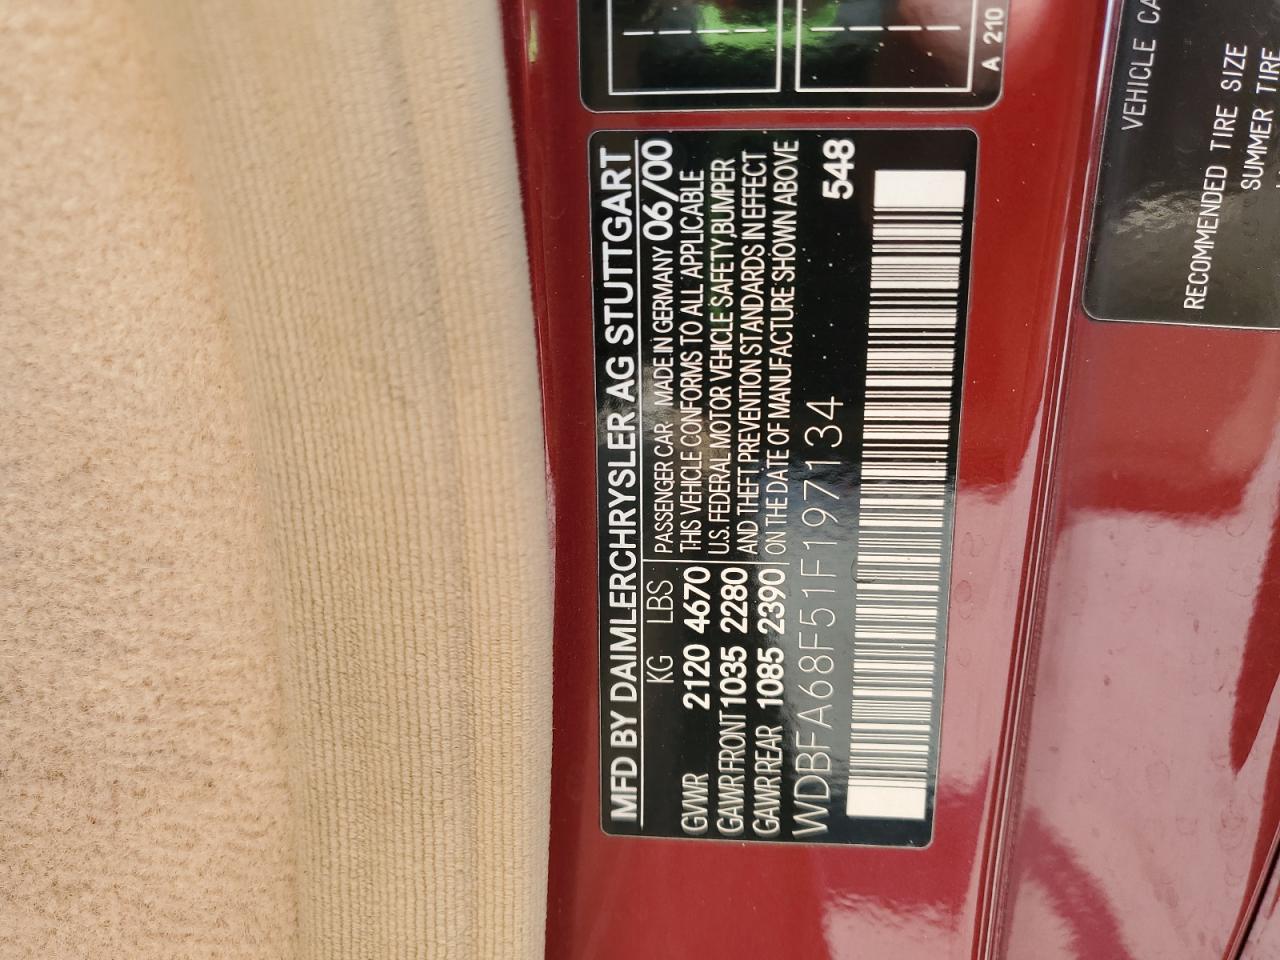 A 210
MFD BY DAIMLERCHRYSLER AG STUTTGART
KG LBS
PASSENGER CAR - MADE IN GERMANY 06/00
GVWR 2120 4670
THIS VEHICLE CONFORMS TO ALL APPLICABLE
GAWR FRONT 1035 2280
U.S. FEDERAL MOTOR VEHICLE SAFETY,BUMPER
GAWR REAR 1085 2390
AND THEFT PREVENTION STANDARDS IN EFFECT
ON THE DATE OF MANUFACTURE SHOWN ABOVE
WDBFA68F51F197134
548
VEHICLE
RECOMMENDED TIRE SIZE
SUMMER TIRE